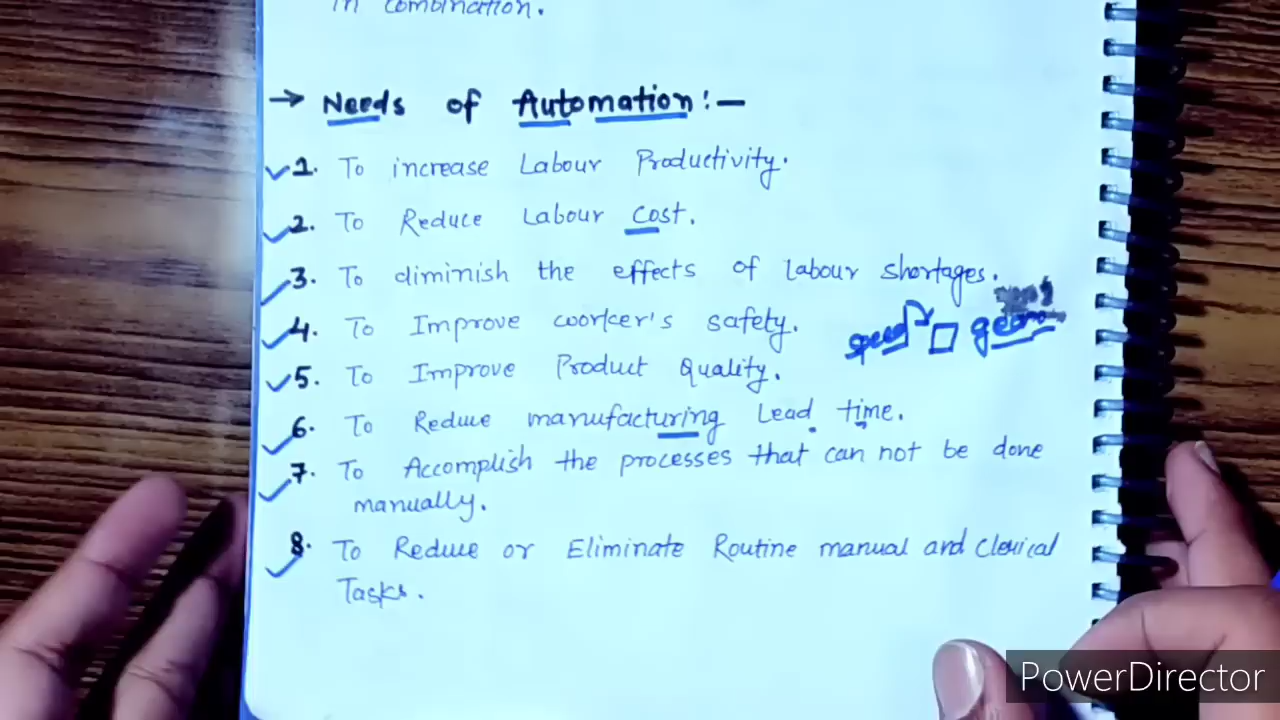 in combination.
→ Needs of Automation:—
1. To increase Labour Productivity.
2. To Reduce Labour cost.
3. To diminish the effects of labour shortages.
4. To Improve worker's safety.
speed □
5. To Improve Product Quality.
6. To Reduce manufacturing Lead time.
7. To Accomplish the processes that can not be done
manually.
8. To Reduce or Eliminate Routine manual and Clerical
Tasks.
PowerDirector